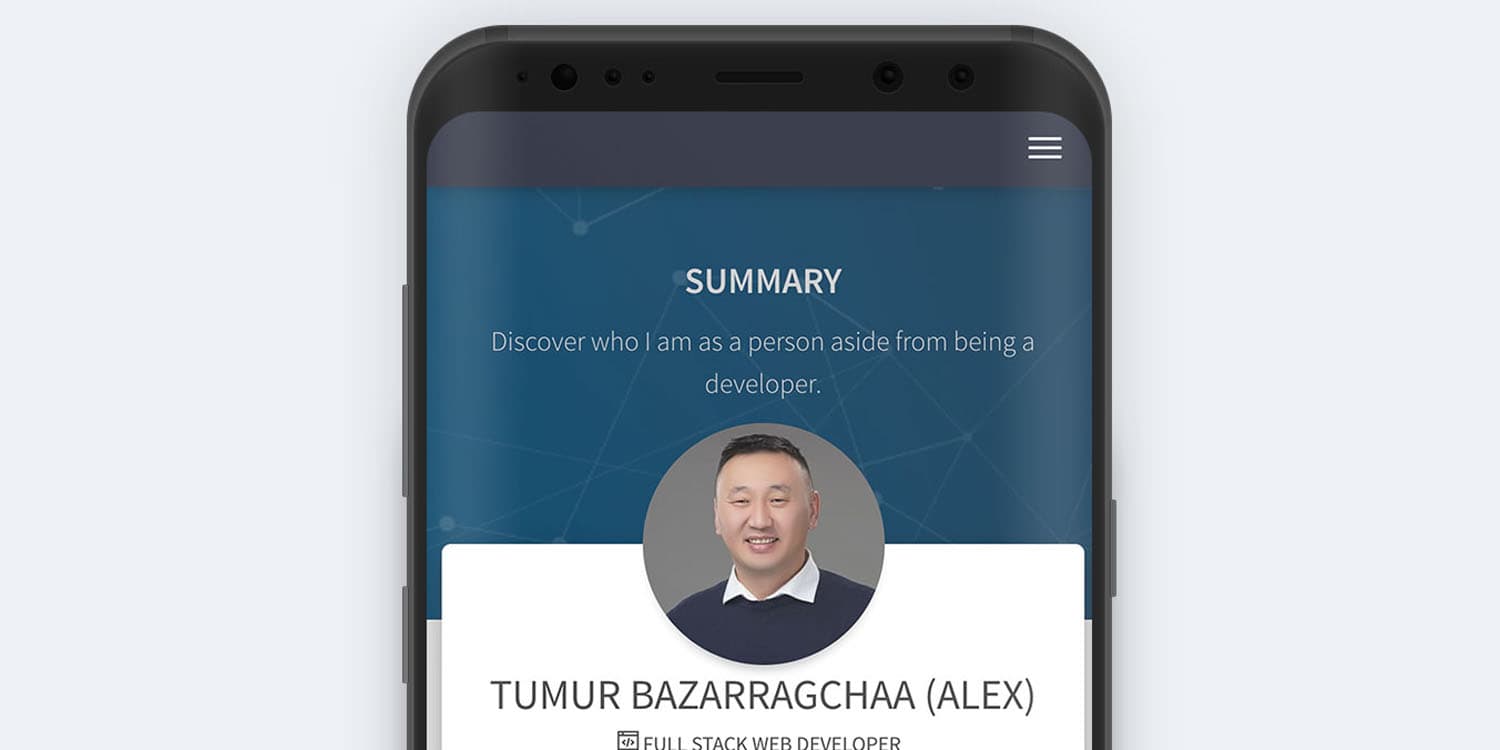 SUMMARY
Discover who I am as a person aside from being a
developer.
TUMUR BAZARRAGCHAA (ALEX)
FULL STACK WEB DEVELOPER